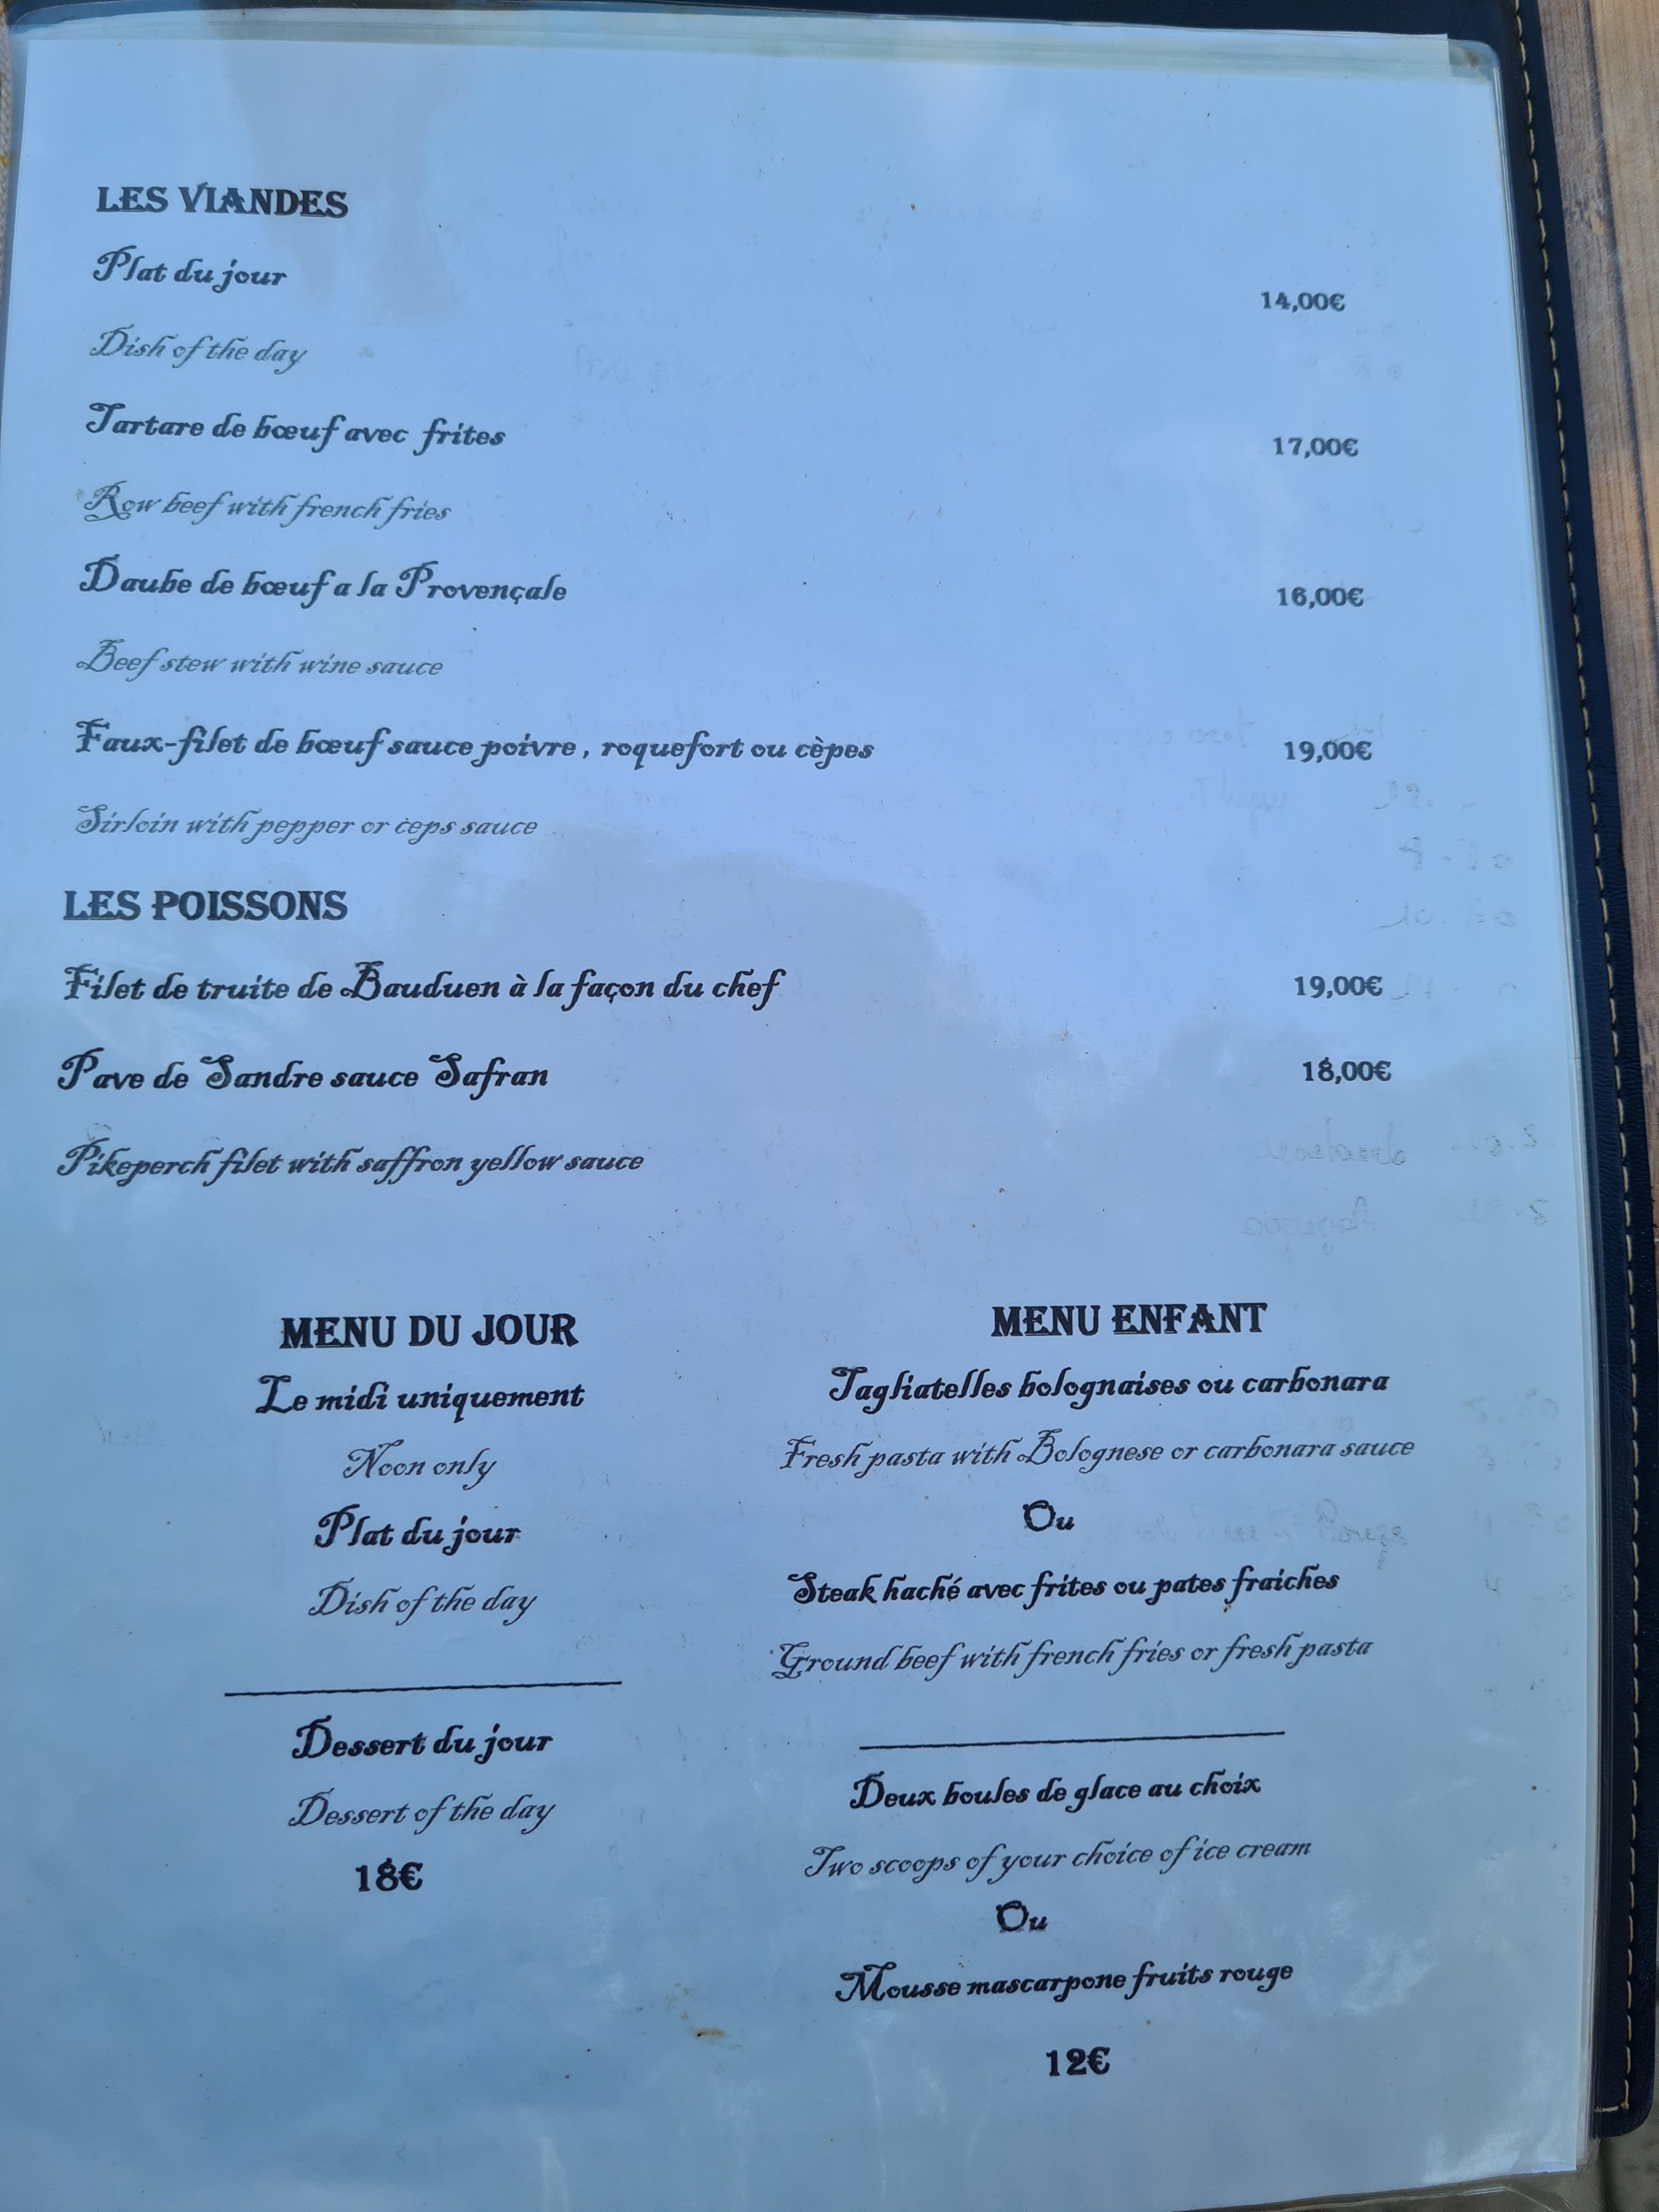 LES VIANDES
Plat du jour 14,00€
Dish of the day
Tartare de bœuf avec frites 17,00€
Row beef with french fries
Daube de bœuf a la Provençale 16,00€
Beef stew with wine sauce
Faux-filet de bœuf sauce poivre, roquefort ou cèpes 19,00€
Sirloin with pepper or ceps sauce
LES POISSONS
Filet de truite de Bauduen à la façon du chef 19,00€
Pave de Sandre sauce Safran 18,00€
Pikeperch filet with saffron yellow sauce
MENU DU JOUR
Le midi uniquement
Noon only
Plat du jour
Dish of the day
Dessert du jour
Dessert of the day
18€
MENU ENFANT
Tagliatelles bolognaises ou carbonara
Fresh pasta with Bolognese or carbonara sauce
Ou
Steak haché avec frites ou pates fraiches
Ground beef with french fries or fresh pasta
Deux boules de glace au choix
Two scoops of your choice of ice cream
Ou
Mousse mascarpone fruits rouge
12€